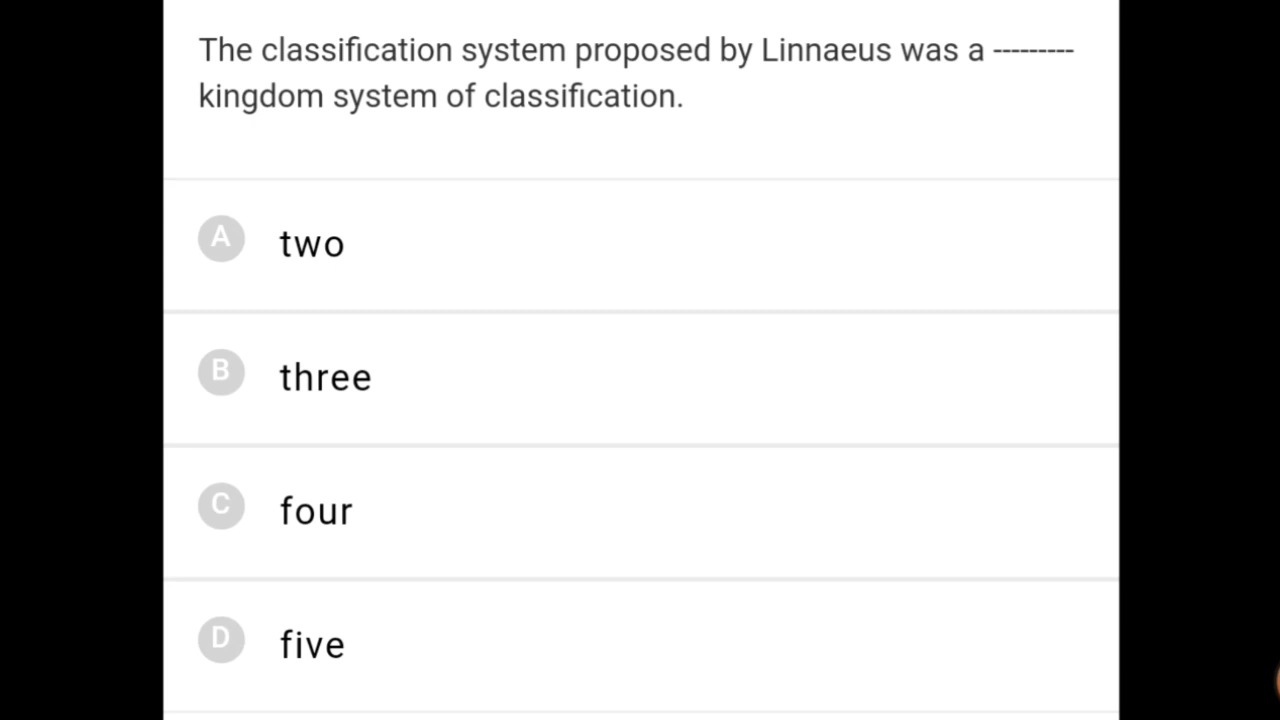 The classification system proposed by Linnaeus was a ---------
kingdom system of classification.
A two
B three
C four
D five